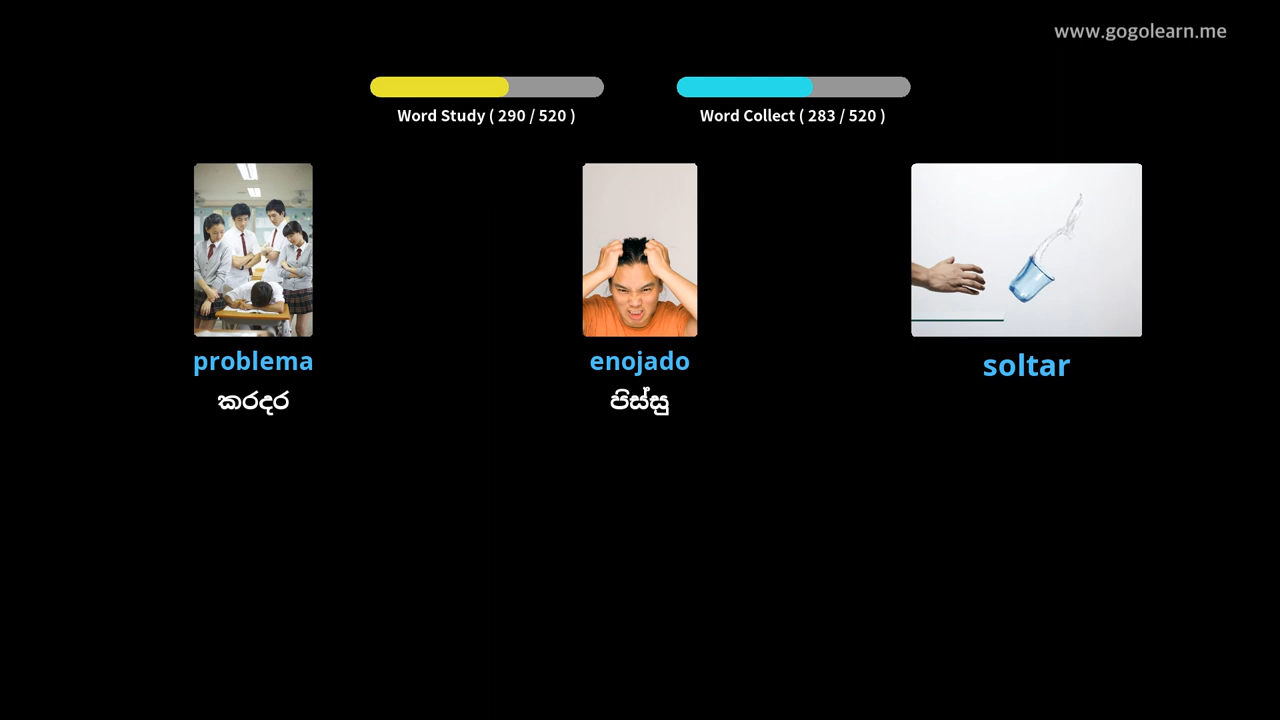 www.gogolearn.me
Word Study ( 290 / 520 )
Word Collect ( 283 / 520 )
problema
කරදර
enojado
පිස්සු
soltar